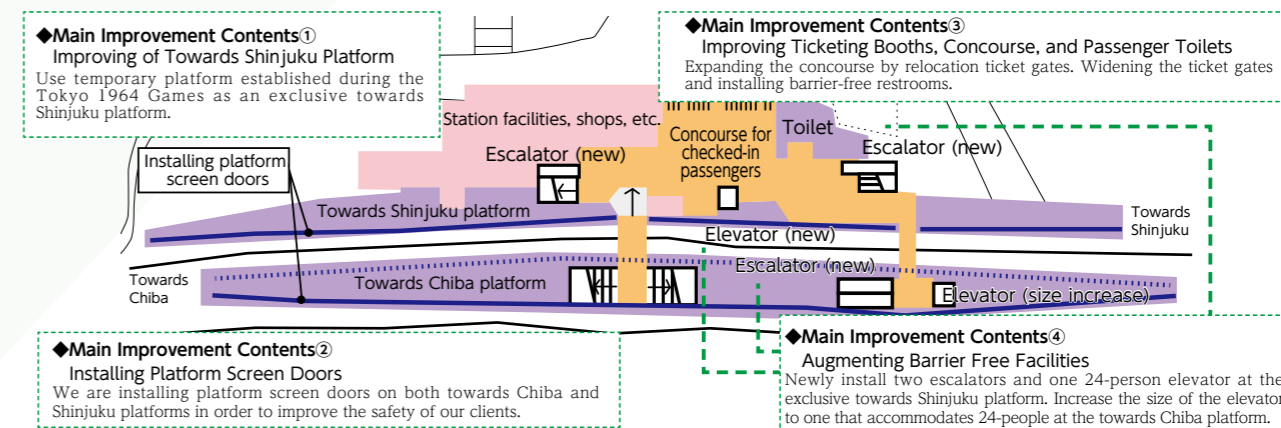 ◆Main Improvement Contents①
Improving of Towards Shinjuku Platform
Use temporary platform established during the
Tokyo 1964 Games as an exclusive towards
Shinjuku platform.
◆Main Improvement Contents③
Improving Ticketing Booths, Concourse, and Passenger Toilets
Expanding the concourse by relocation ticket gates. Widening the ticket gates
and installing barrier-free restrooms.
Station facilities, shops, etc.
Concourse for
checked-in
passengers
Toilet
Escalator (new)
Escalator (new)
Installing platform
screen doors
Towards Shinjuku platform
Towards
Shinjuku
Elevator (new)
Escalator (new)
Towards
Chiba
Towards Chiba platform
Elevator (size increase)
◆Main Improvement Contents②
Installing Platform Screen Doors
We are installing platform screen doors on both towards Chiba and
Shinjuku platforms in order to improve the safety of our clients.
◆Main Improvement Contents④
Augmenting Barrier Free Facilities
Newly install two escalators and one 24-person elevator at the
exclusive towards Shinjuku platform. Increase the size of the elevator
to one that accommodates 24-people at the towards Chiba platform.